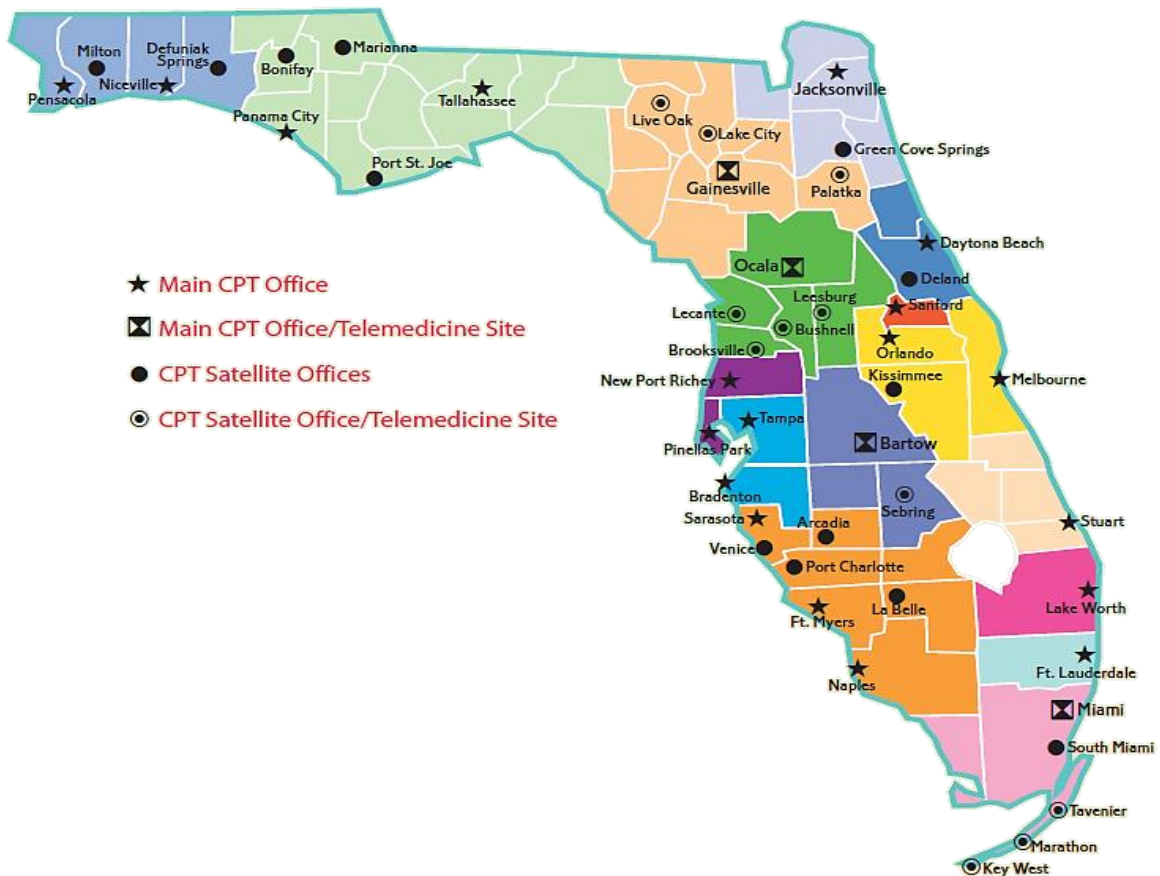 Milton
Defuniak
Springs
Marianna
Bonifay
Niceville
Pensacola
Tallahassee
Panama City
Port St. Joe
Jacksonville
Live Oak
Lake City
Green Cove Springs
Gainesville
Palatka
Daytona Beach
Ocala
Deland
★ Main CPT Office
Main CPT Office/Telemedicine Site
CPT Satellite Offices
CPT Satellite Office/Telemedicine Site
Leesburg
Sanford
Lecante
Bushnell
Brooksville
Orlando
New Port Richey
Kissimmee
Melbourne
Tampa
Pinellas Park
Bartow
Bradenton
Sebring
Sarasota
Arcadia
Stuart
Venice
Port Charlotte
La Belle
Lake Worth
Ft. Myers
Ft. Lauderdale
Naples
Miami
South Miami
Tavenier
Marathon
Key West